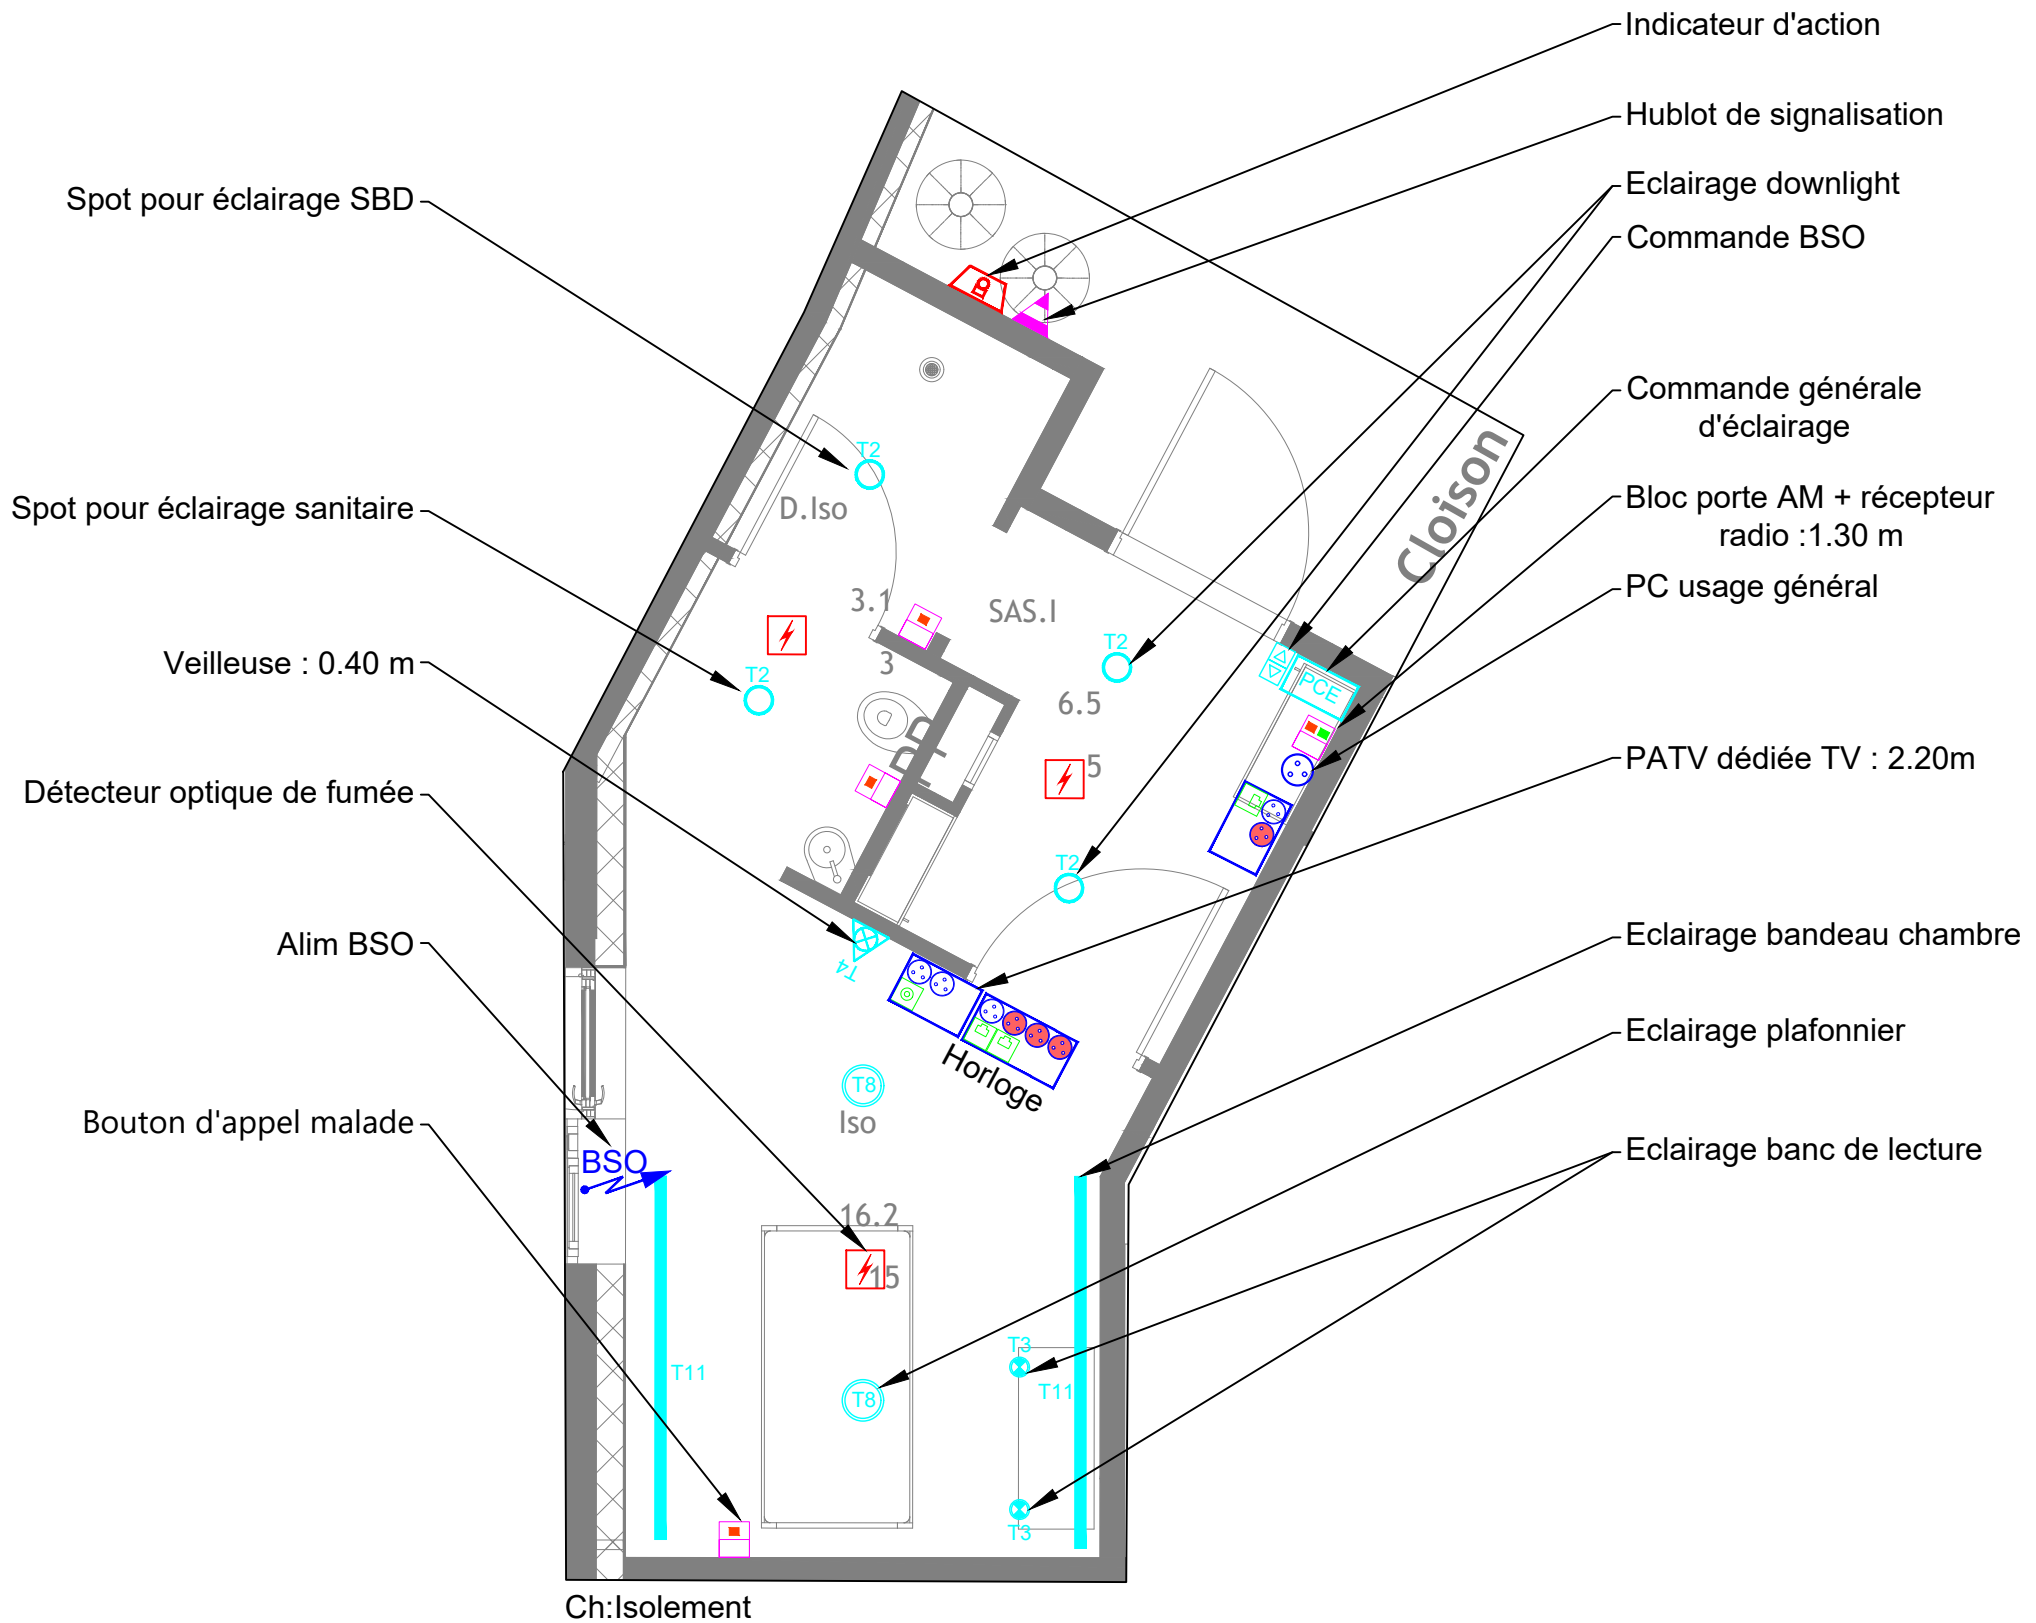 Indicateur d'action
Hublot de signalisation
Spot pour éclairage SBD
Eclairage downlight
Commande BSO
Commande générale
d'éclairage
T2
Cloison
Spot pour éclairage sanitaire
D.Iso
Bloc porte AM + récepteur
radio :1.30 m
PC usage général
3.1
SAS.I
T2
Veilleuse : 0.40 m
3
T2
PCE
6.5
PATV dédiée TV : 2.20m
5
Détecteur optique de fumée
T2
Eclairage bandeau chambre
Alim BSO
T4
Eclairage plafonnier
Horloge
T8
Iso
Bouton d'appel malade
Eclairage banc de lecture
BSO
16.2
15
T3
T11
T11
T8
T3
Ch:Isolement